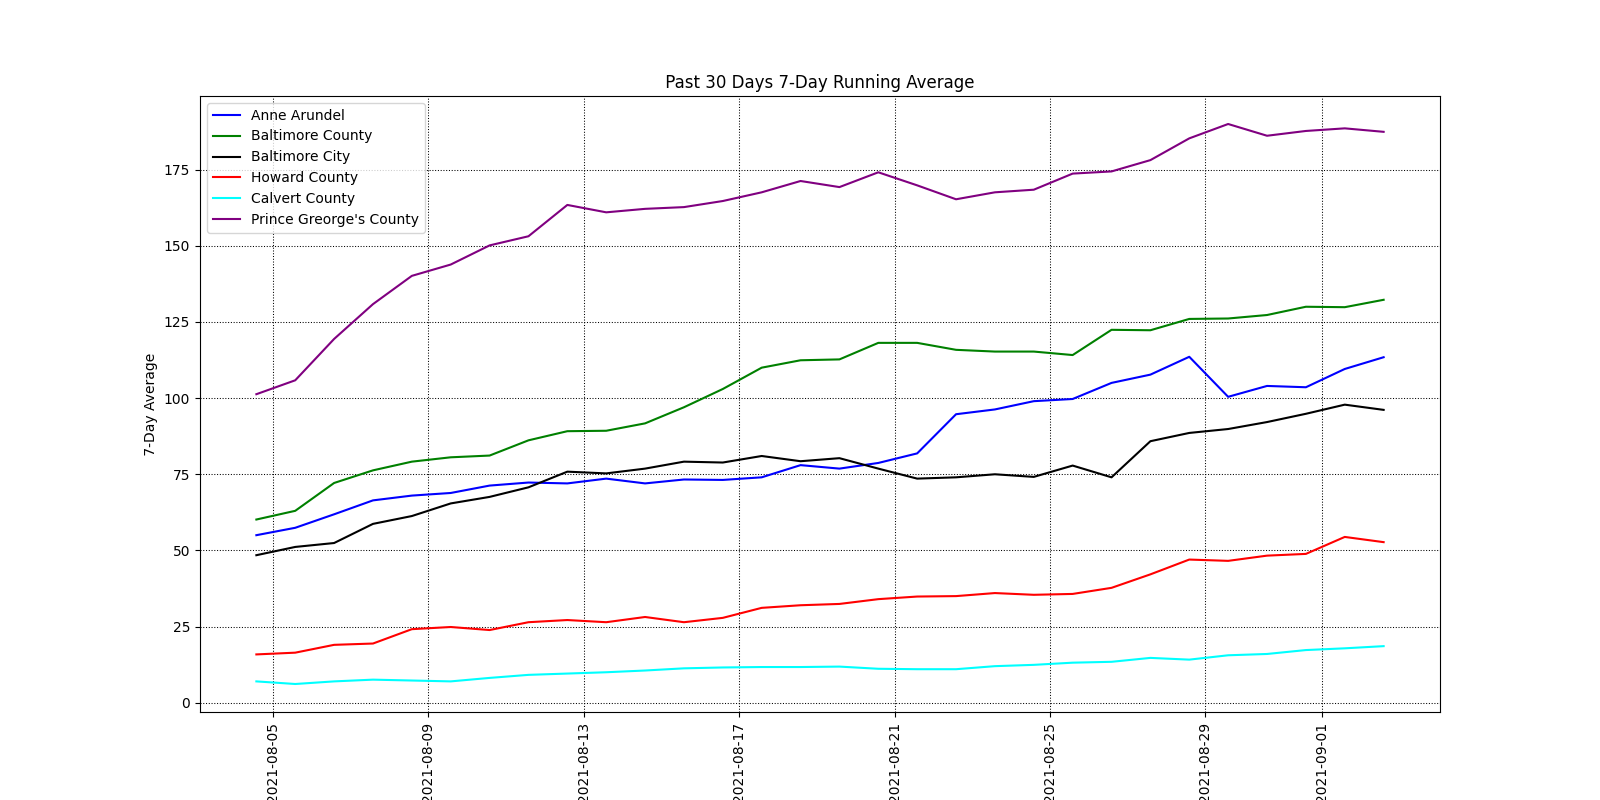 Past 30 Days 7-Day Running Average
Anne Arundel
Baltimore County
Baltimore City
Howard County
Calvert County
Prince Greorge's County
7-Day Average
175
150
125
100
75
50
25
0
2021-08-05
2021-08-09
2021-08-13
2021-08-17
2021-08-21
2021-08-25
2021-08-29
2021-09-01